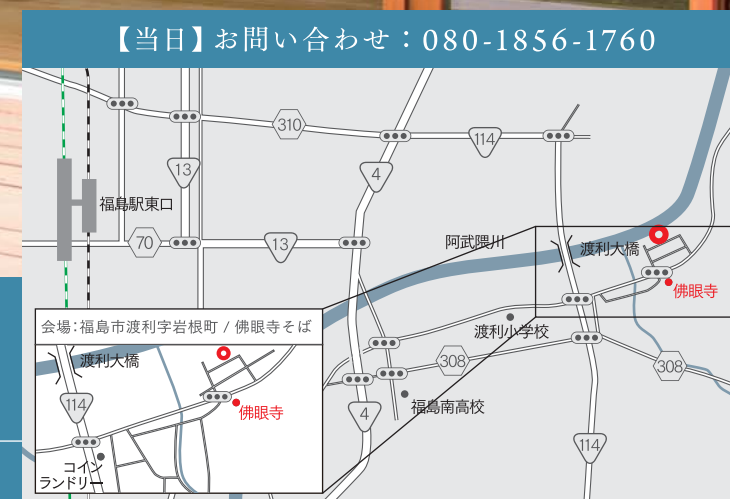 【当日】お問い合わせ：080-1856-1760
310
114
13
4
福島駅東口
70
13
阿武隈川
渡利大橋
佛眼寺
渡利小学校
308
308
福島南高校
4
114
会場：福島市渡利字岩根町 / 佛眼寺そば
渡利大橋
114
佛眼寺
コイン
ランドリー